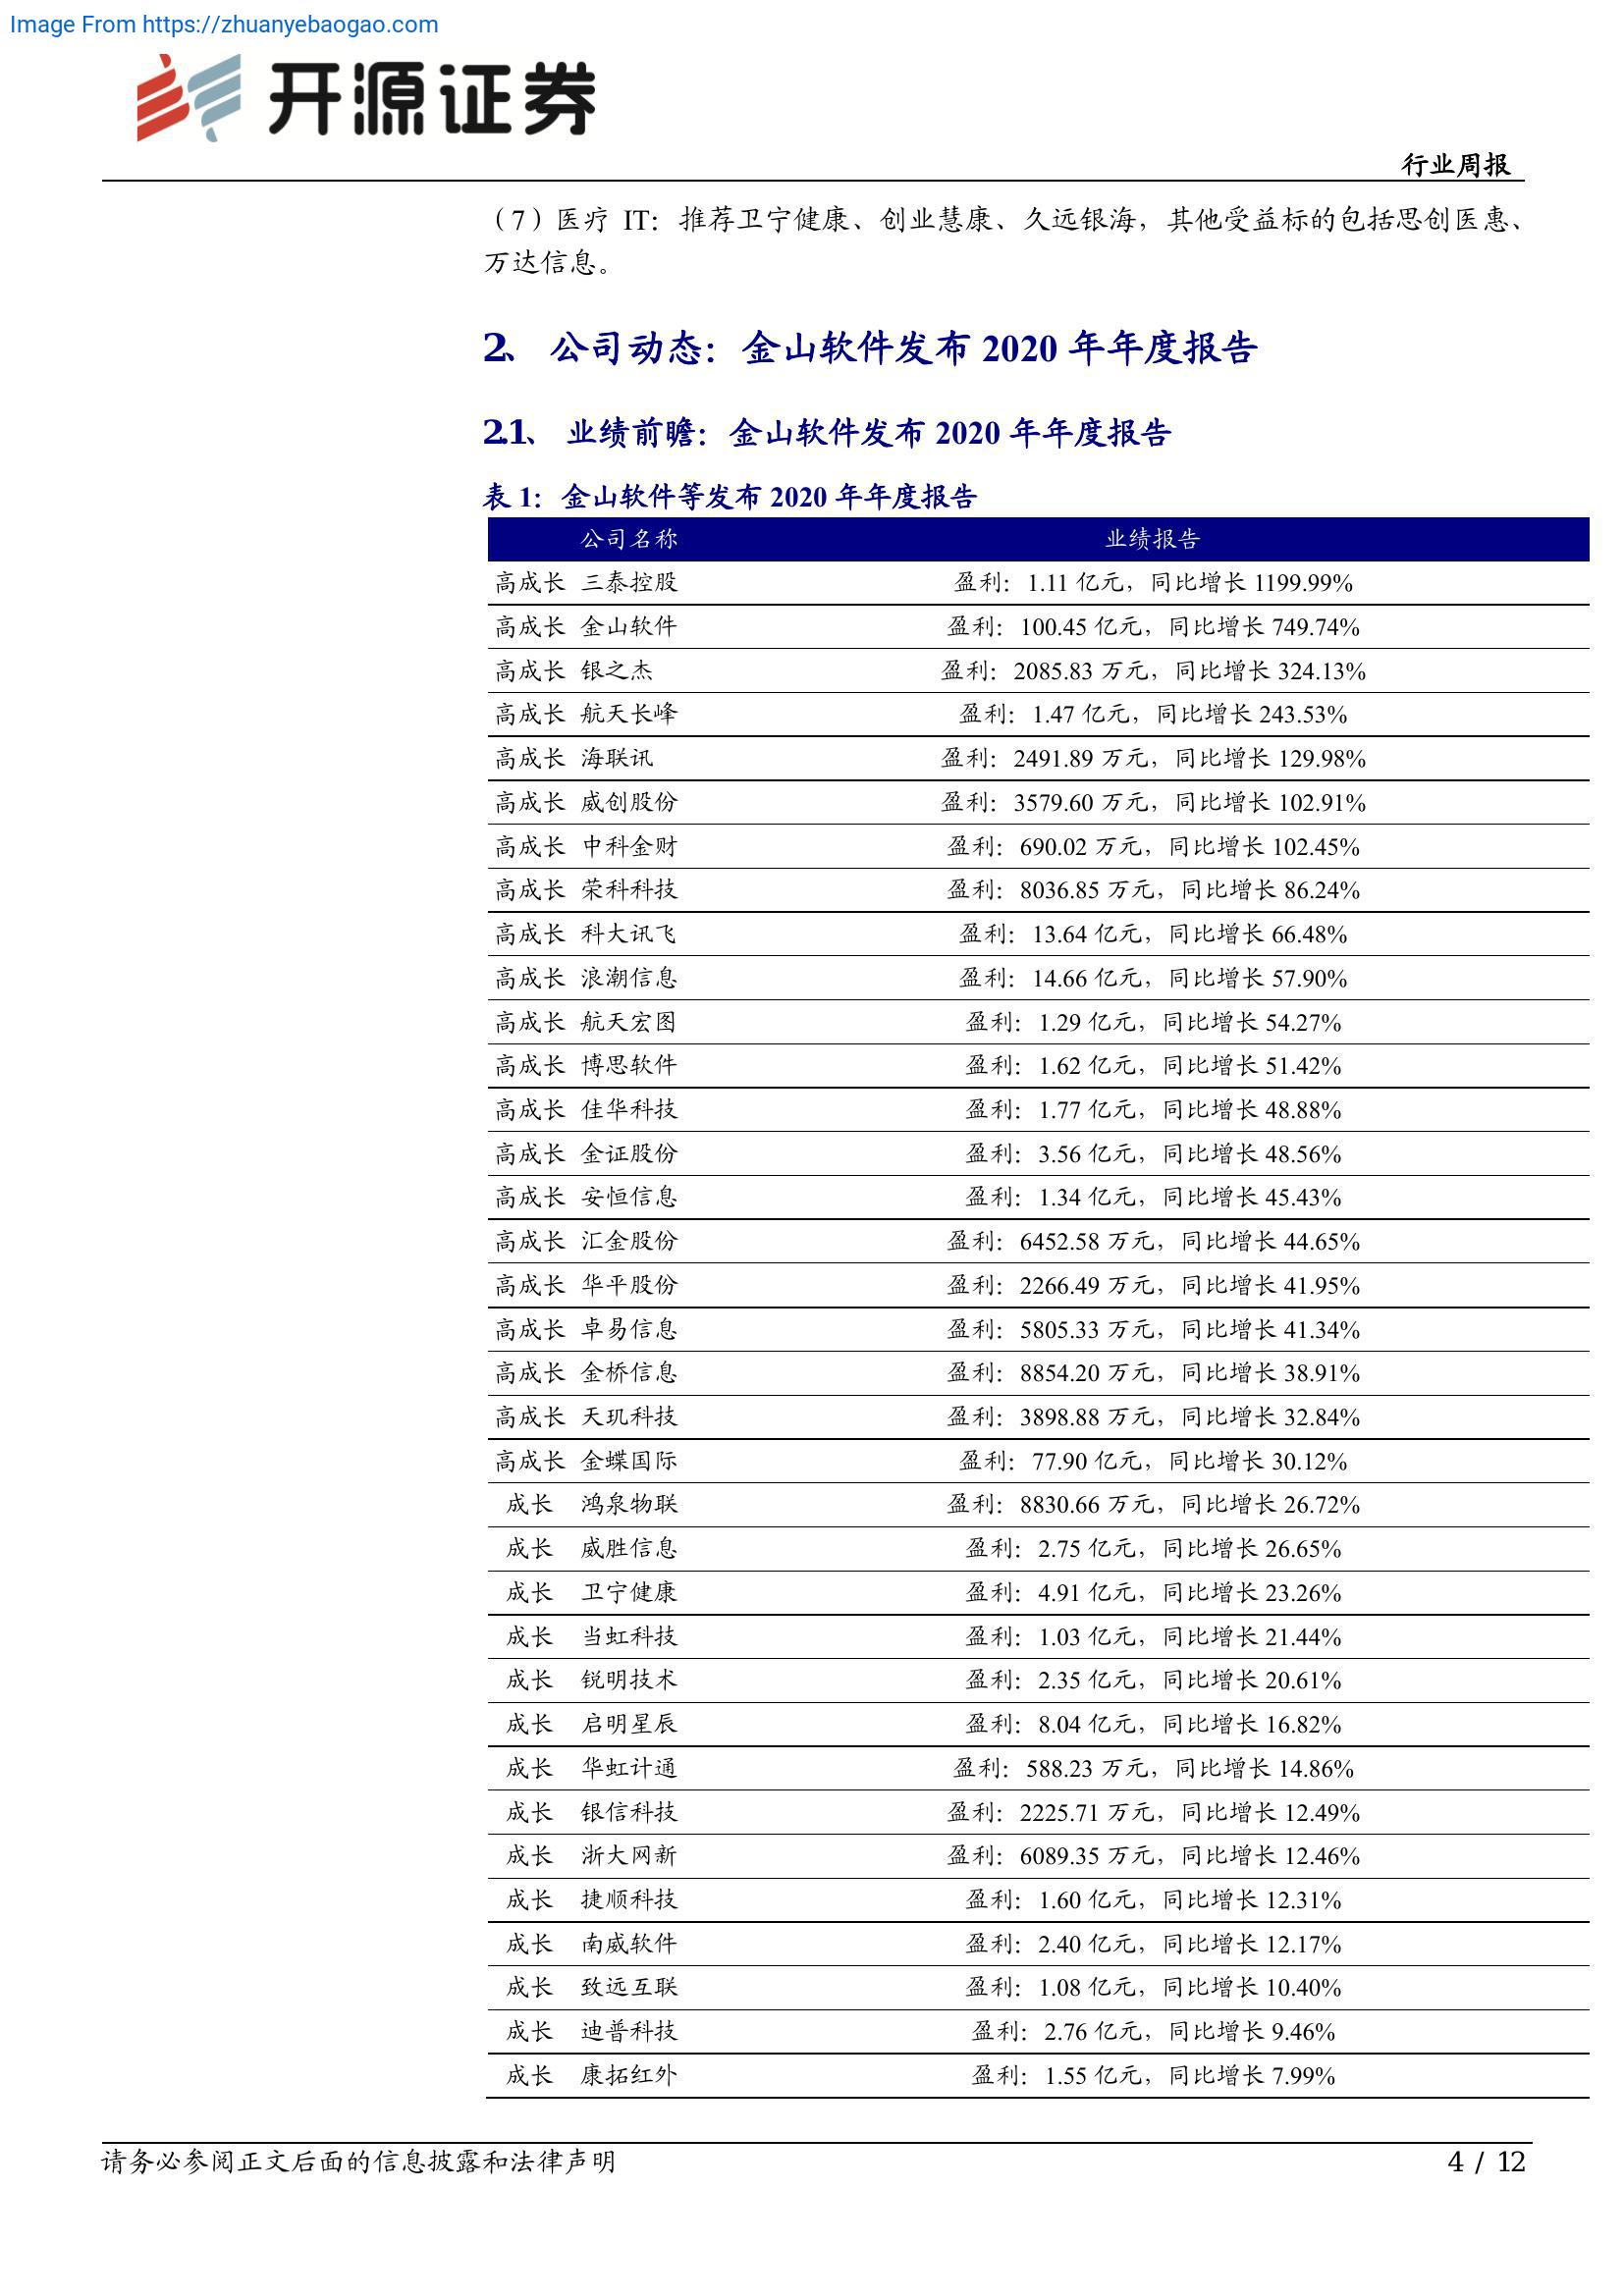 Image From https://zhuanyebaogao.com
开源证券
行业周报
（7）医疗 IT：推荐卫宁健康、创业慧康、久远银海，其他受益标的包括思创医惠、
万达信息。
2、 公司动态：金山软件发布 2020 年年度报告
2.1、 业绩前瞻：金山软件发布 2020 年年度报告
表 1：金山软件等发布 2020 年年度报告
公司名称 业绩报告
高成长 三泰控股 盈利：1.11 亿元，同比增长 1199.99%
高成长 金山软件 盈利：100.45 亿元，同比增长 749.74%
高成长 银之杰 盈利：2085.83 万元，同比增长 324.13%
高成长 航天长峰 盈利：1.47 亿元，同比增长 243.53%
高成长 海联讯 盈利：2491.89 万元，同比增长 129.98%
高成长 威创股份 盈利：3579.60 万元，同比增长 102.91%
高成长 中科金财 盈利：690.02 万元，同比增长 102.45%
高成长 荣科科技 盈利：8036.85 万元，同比增长 86.24%
高成长 科大讯飞 盈利：13.64 亿元，同比增长 66.48%
高成长 浪潮信息 盈利：14.66 亿元，同比增长 57.90%
高成长 航天宏图 盈利：1.29 亿元，同比增长 54.27%
高成长 博思软件 盈利：1.62 亿元，同比增长 51.42%
高成长 佳华科技 盈利：1.77 亿元，同比增长 48.88%
高成长 金证股份 盈利：3.56 亿元，同比增长 48.56%
高成长 安恒信息 盈利：1.34 亿元，同比增长 45.43%
高成长 汇金股份 盈利：6452.58 万元，同比增长 44.65%
高成长 华平股份 盈利：2266.49 万元，同比增长 41.95%
高成长 卓易信息 盈利：5805.33 万元，同比增长 41.34%
高成长 金桥信息 盈利：8854.20 万元，同比增长 38.91%
高成长 天玑科技 盈利：3898.88 万元，同比增长 32.84%
高成长 金蝶国际 盈利：77.90 亿元，同比增长 30.12%
成长 鸿泉物联 盈利：8830.66 万元，同比增长 26.72%
成长 威胜信息 盈利：2.75 亿元，同比增长 26.65%
成长 卫宁健康 盈利：4.91 亿元，同比增长 23.26%
成长 当虹科技 盈利：1.03 亿元，同比增长 21.44%
成长 锐明技术 盈利：2.35 亿元，同比增长 20.61%
成长 启明星辰 盈利：8.04 亿元，同比增长 16.82%
成长 华虹计通 盈利：588.23 万元，同比增长 14.86%
成长 银信科技 盈利：2225.71 万元，同比增长 12.49%
成长 浙大网新 盈利：6089.35 万元，同比增长 12.46%
成长 捷顺科技 盈利：1.60 亿元，同比增长 12.31%
成长 南威软件 盈利：2.40 亿元，同比增长 12.17%
成长 致远互联 盈利：1.08 亿元，同比增长 10.40%
成长 迪普科技 盈利：2.76 亿元，同比增长 9.46%
成长 康拓红外 盈利：1.55 亿元，同比增长 7.99%
请务必参阅正文后面的信息披露和法律声明 4 / 12